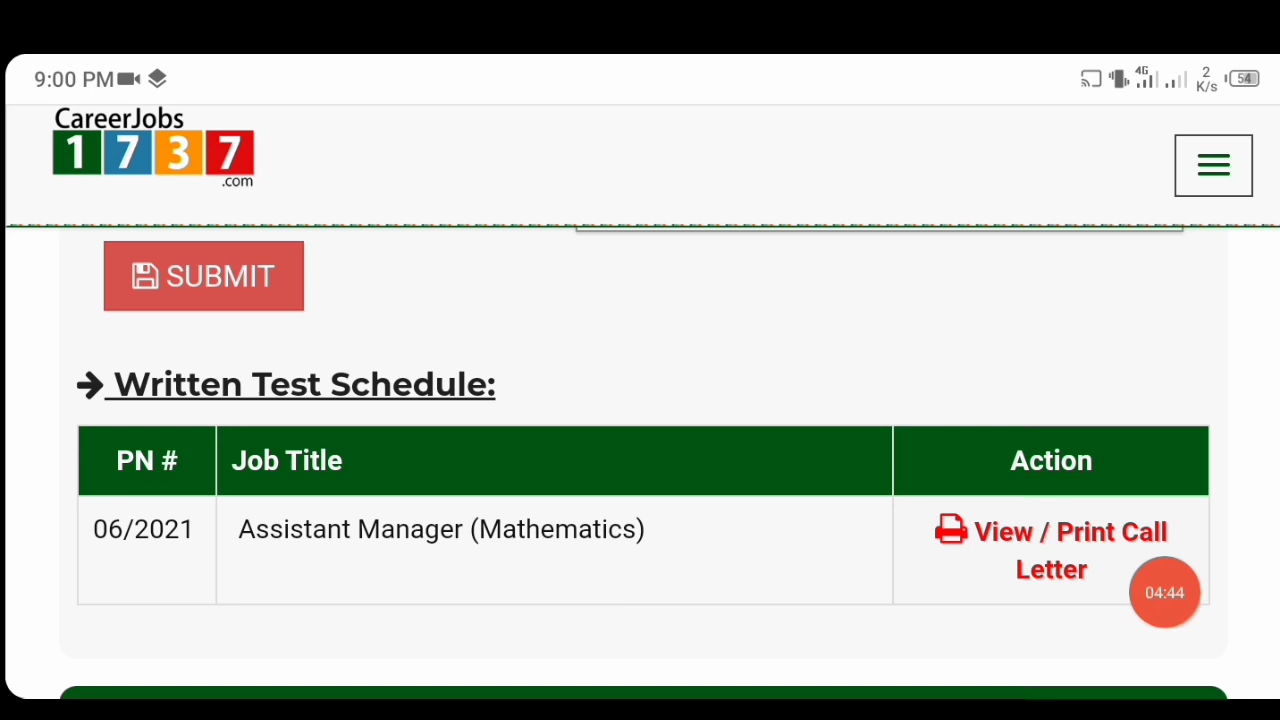 9:00 PM
4G
2
K/s
54
CareerJobs
1737
.com
SUBMIT
Written Test Schedule:
PN # Job Title Action
06/2021 Assistant Manager (Mathematics) View / Print Call
Letter
04:44